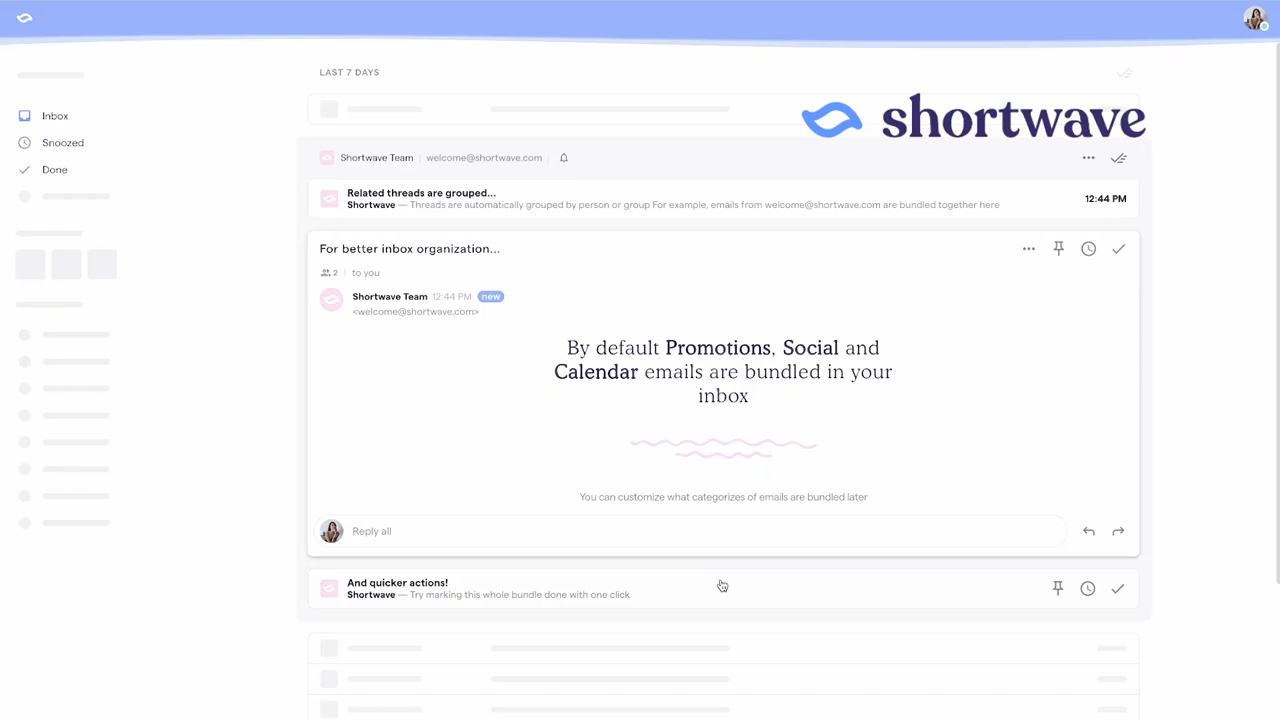 LAST 7 DAYS
shortwave
Inbox
Snoozed
Done
Shortwave Team welcome@shortwave.com
Related threads are grouped...
Shortwave — Threads are automatically grouped by person or group For example, emails from welcome@shortwave.com are bundled together here
12:44 PM
For better inbox organization...
2 to you
Shortwave Team 12:44 PM new
<welcome@shortwave.com>
By default Promotions, Social and
Calendar emails are bundled in your
inbox
You can customize what categorizes of emails are bundled later
Reply all
And quicker actions!
Shortwave — Try marking this whole bundle done with one click